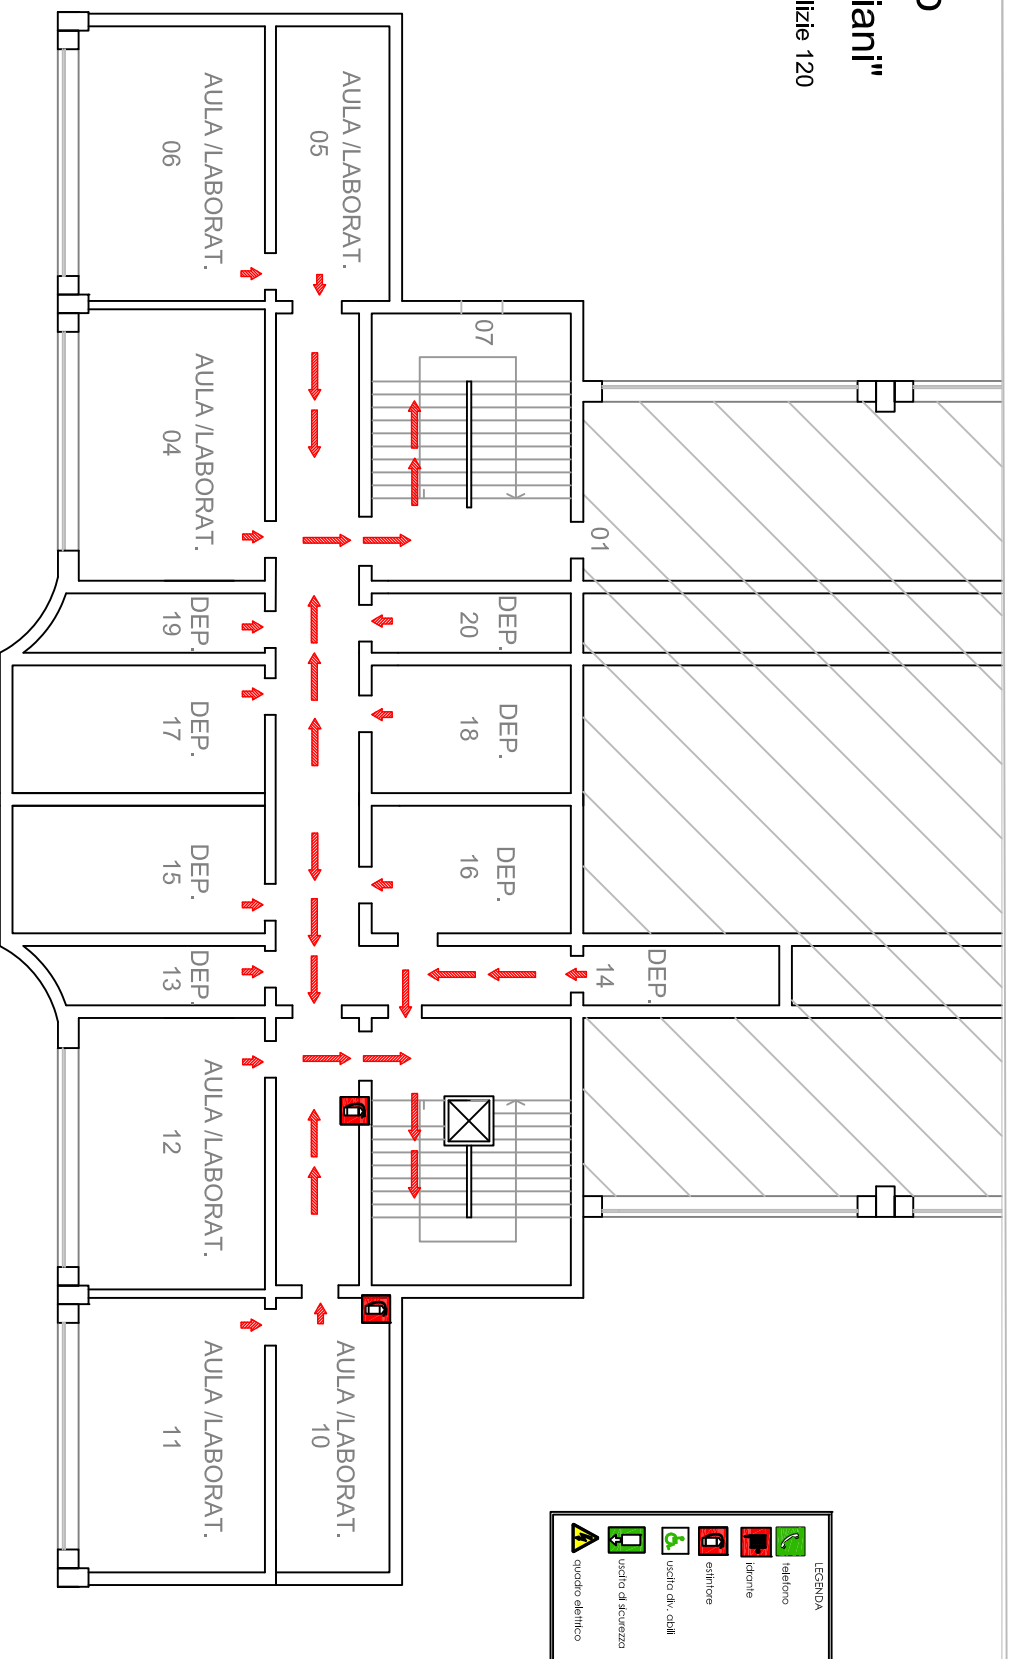 iani"
lizie 120
LEGENDA
telefono
idrante
estintore
uscita div. abili
uscita di sicurezza
quadro elettrico
DEP.
14
01
07
DEP.
20
DEP.
18
DEP.
16
AULA /LABORAT.
05
AULA /LABORAT.
10
AULA /LABORAT.
06
AULA /LABORAT.
04
DEP.
19
DEP.
17
DEP.
15
DEP.
13
AULA /LABORAT.
12
AULA /LABORAT.
11